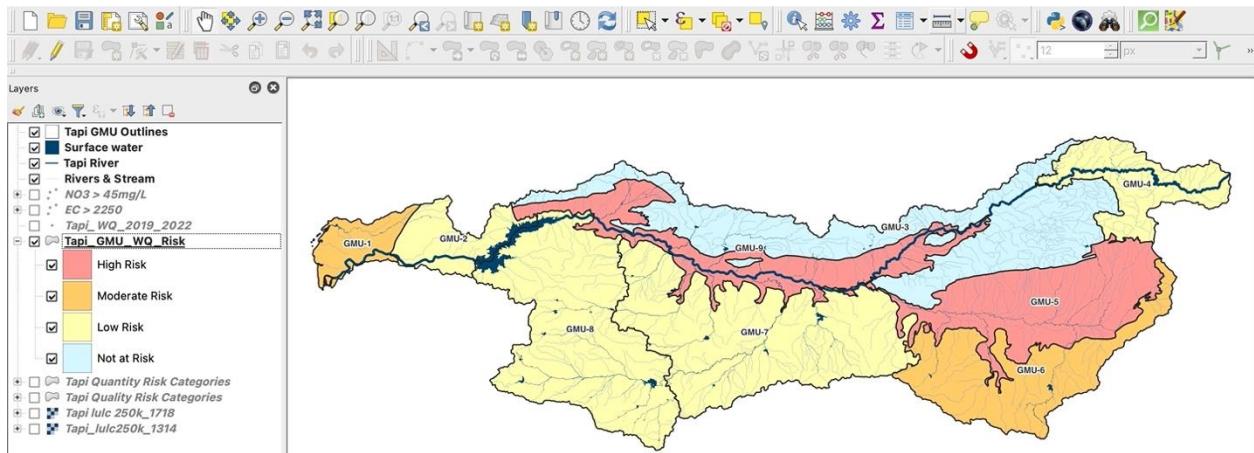 12
px
»
»
Layers
Tapi GMU Outlines
Surface water
Tapi River
Rivers & Stream
NO3 > 45mg/L
EC > 2250
Tapi_ WQ_2019_2022
Tapi_GMU_WQ_Risk
High Risk
Moderate Risk
Low Risk
Not at Risk
Tapi Quantity Risk Categories
Tapi Quality Risk Categories
Tapi lulc 250k_1718
Tapi_lulc250k_1314
GMU-1
GMU-2
GMU-3
GMU-4
GMU-9
GMU-5
GMU-8
GMU-7
GMU-6